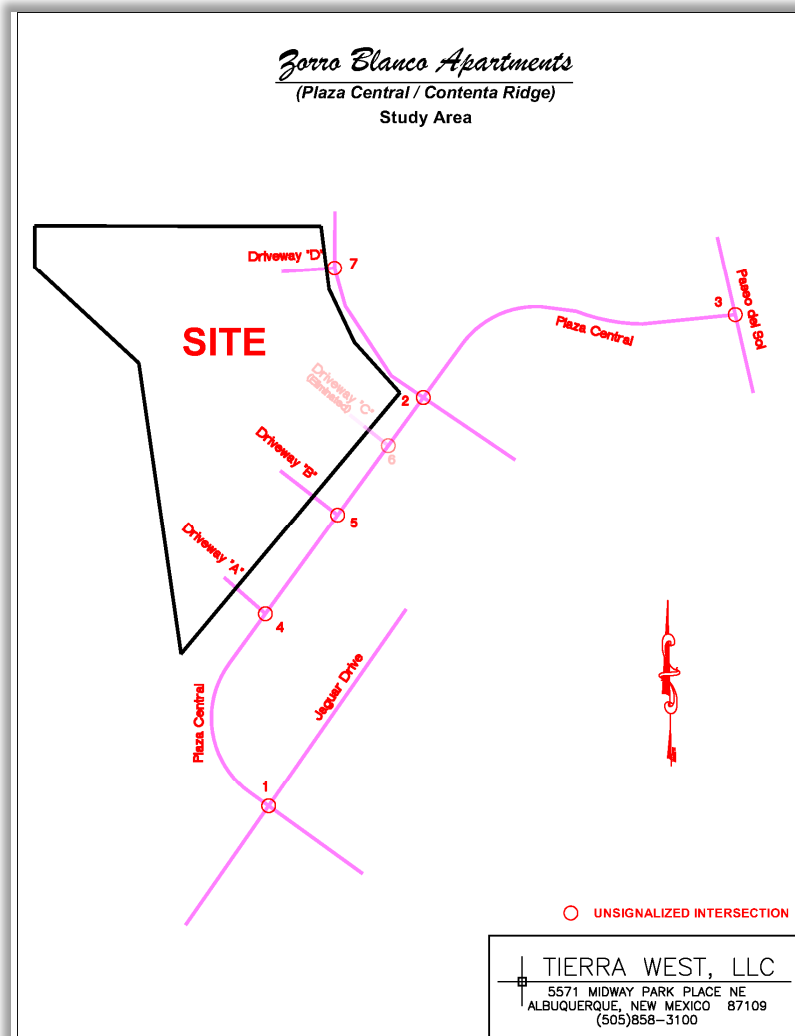 Zorro Blanco Apartments
(Plaza Central / Contenta Ridge)
Study Area
Driveway "D"
7
3
Paseo del Sol
Plaza Central
SITE
Driveway "C"
(Eliminated)
2
6
Driveway "B"
5
Driveway "A"
4
Jaguar Drive
Plaza Central
1
UNSIGNALIZED INTERSECTION
TIERRA WEST, LLC
5571 MIDWAY PARK PLACE NE
ALBUQUERQUE, NEW MEXICO 87109
(505)858-3100